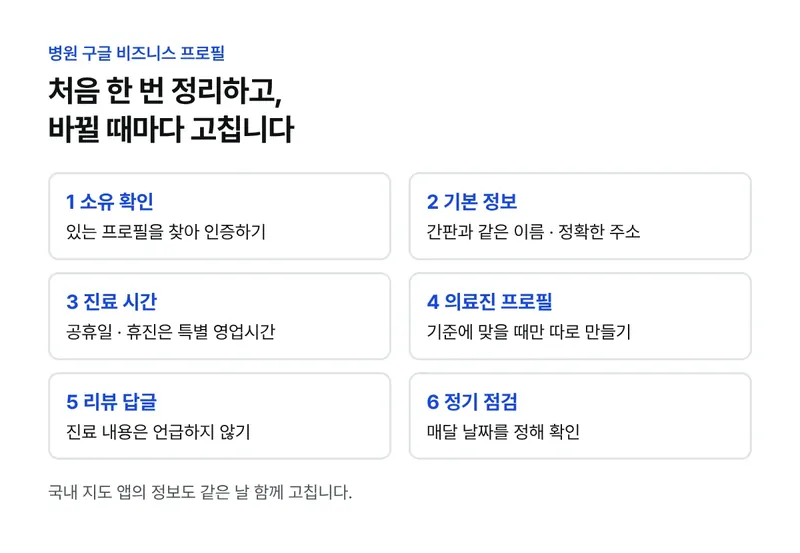 병원 구글 비즈니스 프로필
처음 한 번 정리하고,
바뀔 때마다 고칩니다
1 소유 확인
있는 프로필을 찾아 인증하기
2 기본 정보
간판과 같은 이름 · 정확한 주소
3 진료 시간
공휴일 · 휴진은 특별 영업시간
4 의료진 프로필
기준에 맞을 때만 따로 만들기
5 리뷰 답글
진료 내용은 언급하지 않기
6 정기 점검
매달 날짜를 정해 확인
국내 지도 앱의 정보도 같은 날 함께 고칩니다.